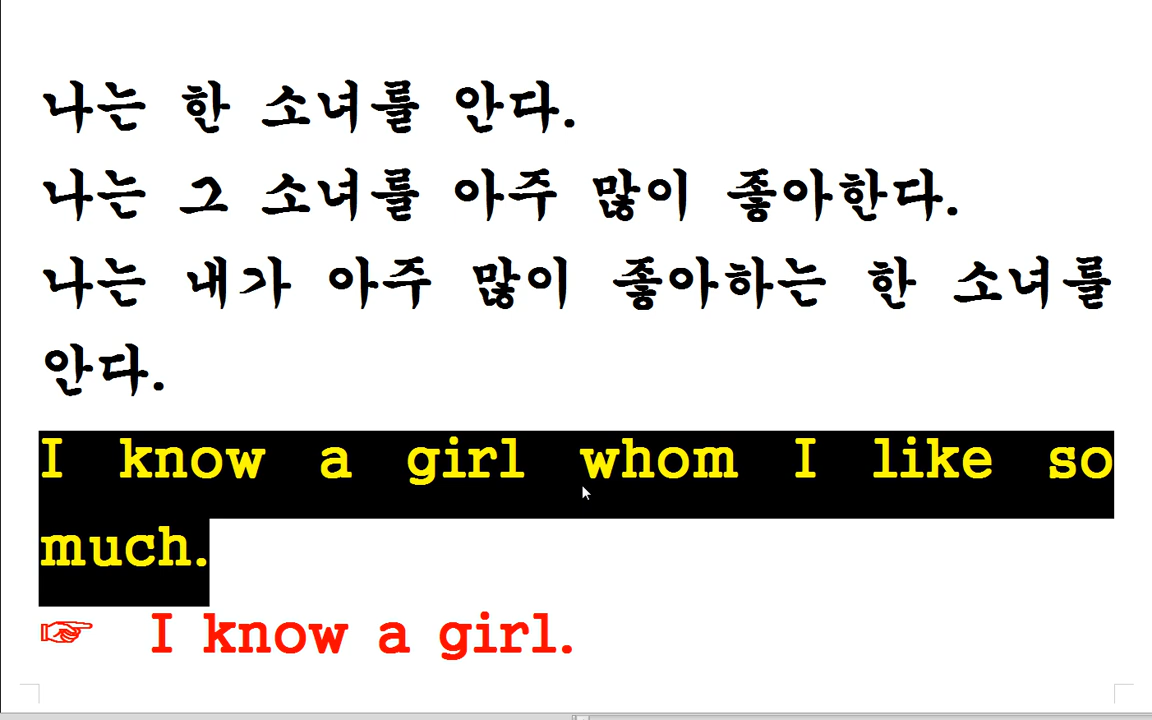 나는 한 소녀를 안다.
나는 그 소녀를 아주 많이 좋아한다.
나는 내가 아주 많이 좋아하는 한 소녀를
안다.
I know a girl whom I like so
much.
☞ I know a girl.